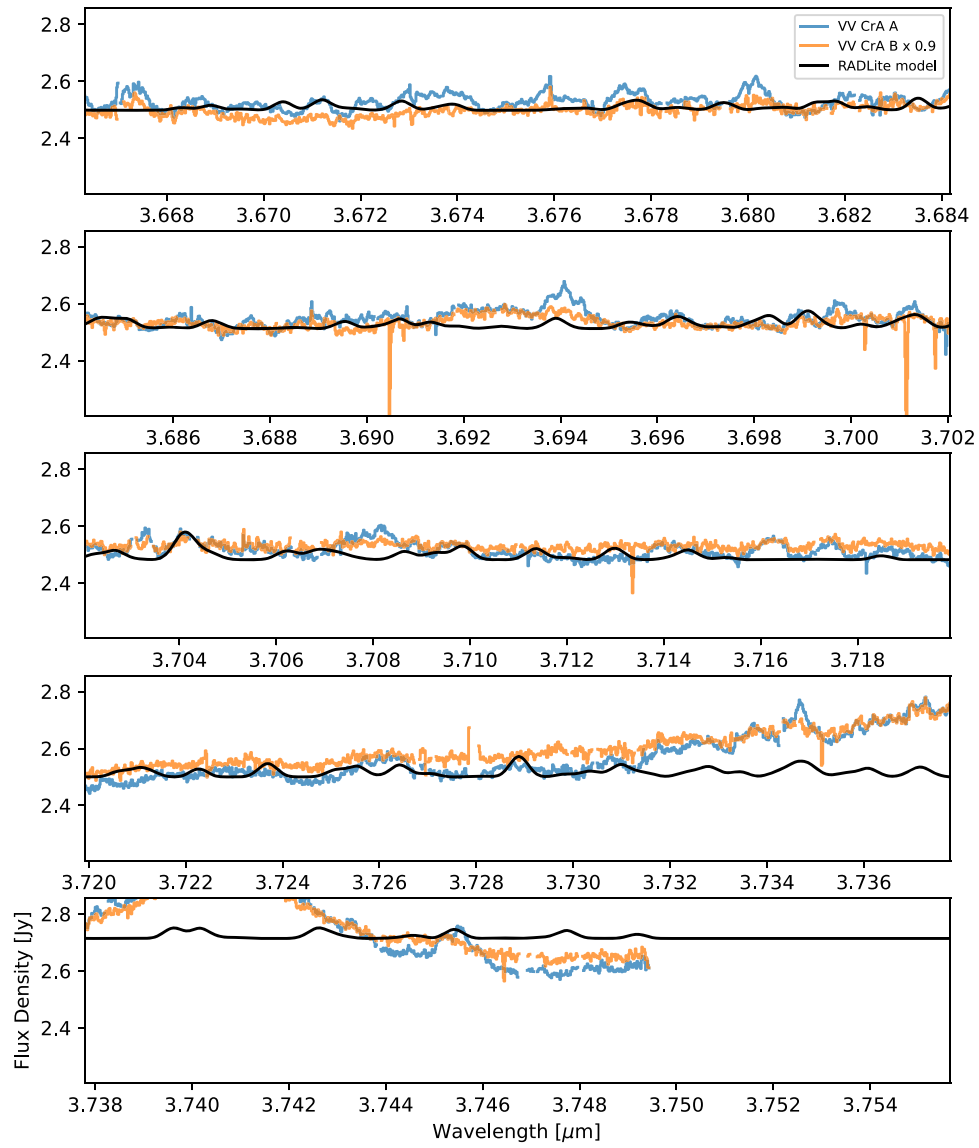 VV CrA A
VV CrA B x 0.9
RADLite model
2.8
2.6
2.4
3.668 3.670 3.672 3.674 3.676 3.678 3.680 3.682 3.684
2.8
2.6
2.4
3.686 3.688 3.690 3.692 3.694 3.696 3.698 3.700 3.702
2.8
2.6
2.4
3.704 3.706 3.708 3.710 3.712 3.714 3.716 3.718
2.8
2.6
2.4
3.720 3.722 3.724 3.726 3.728 3.730 3.732 3.734 3.736
2.8
2.6
2.4
Flux Density [Jy]
3.738 3.740 3.742 3.744 3.746 3.748 3.750 3.752 3.754
Wavelength [μm]